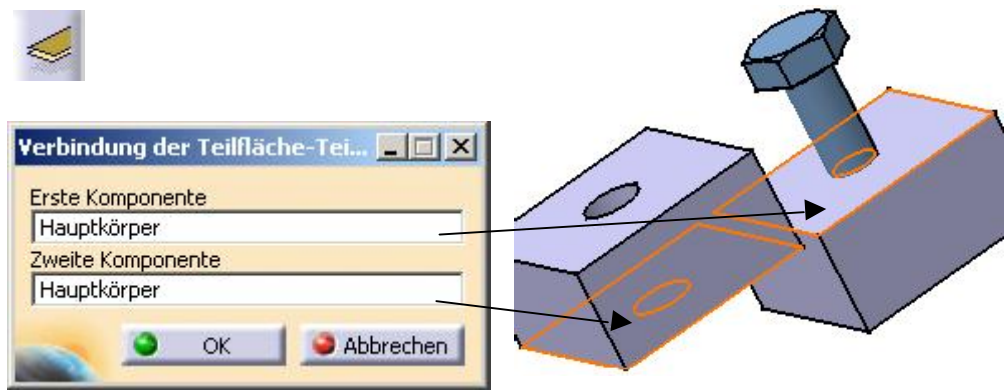 Verbindung der Teilfläche-Tei...
Erste Komponente
Hauptkörper
Zweite Komponente
Hauptkörper
OK
Abbrechen